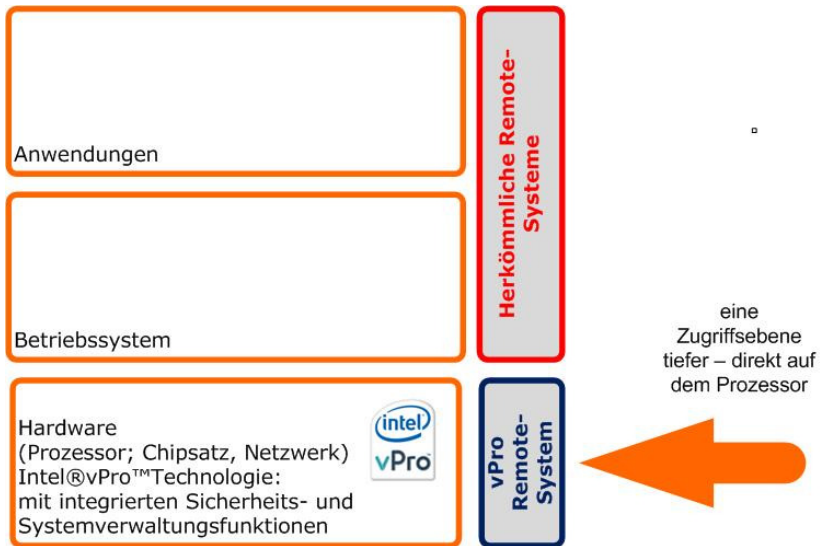 Anwendungen
Herkömmliche Remote-
Systeme
Betriebssystem
eine
Zugriffsebene
tiefer – direkt auf
dem Prozessor
Hardware
(Prozessor; Chipsatz, Netzwerk)
Intel®vPro™Technologie:
mit integrierten Sicherheits- und
Systemverwaltungsfunktionen
intel
vPro
vPro
Remote-
System